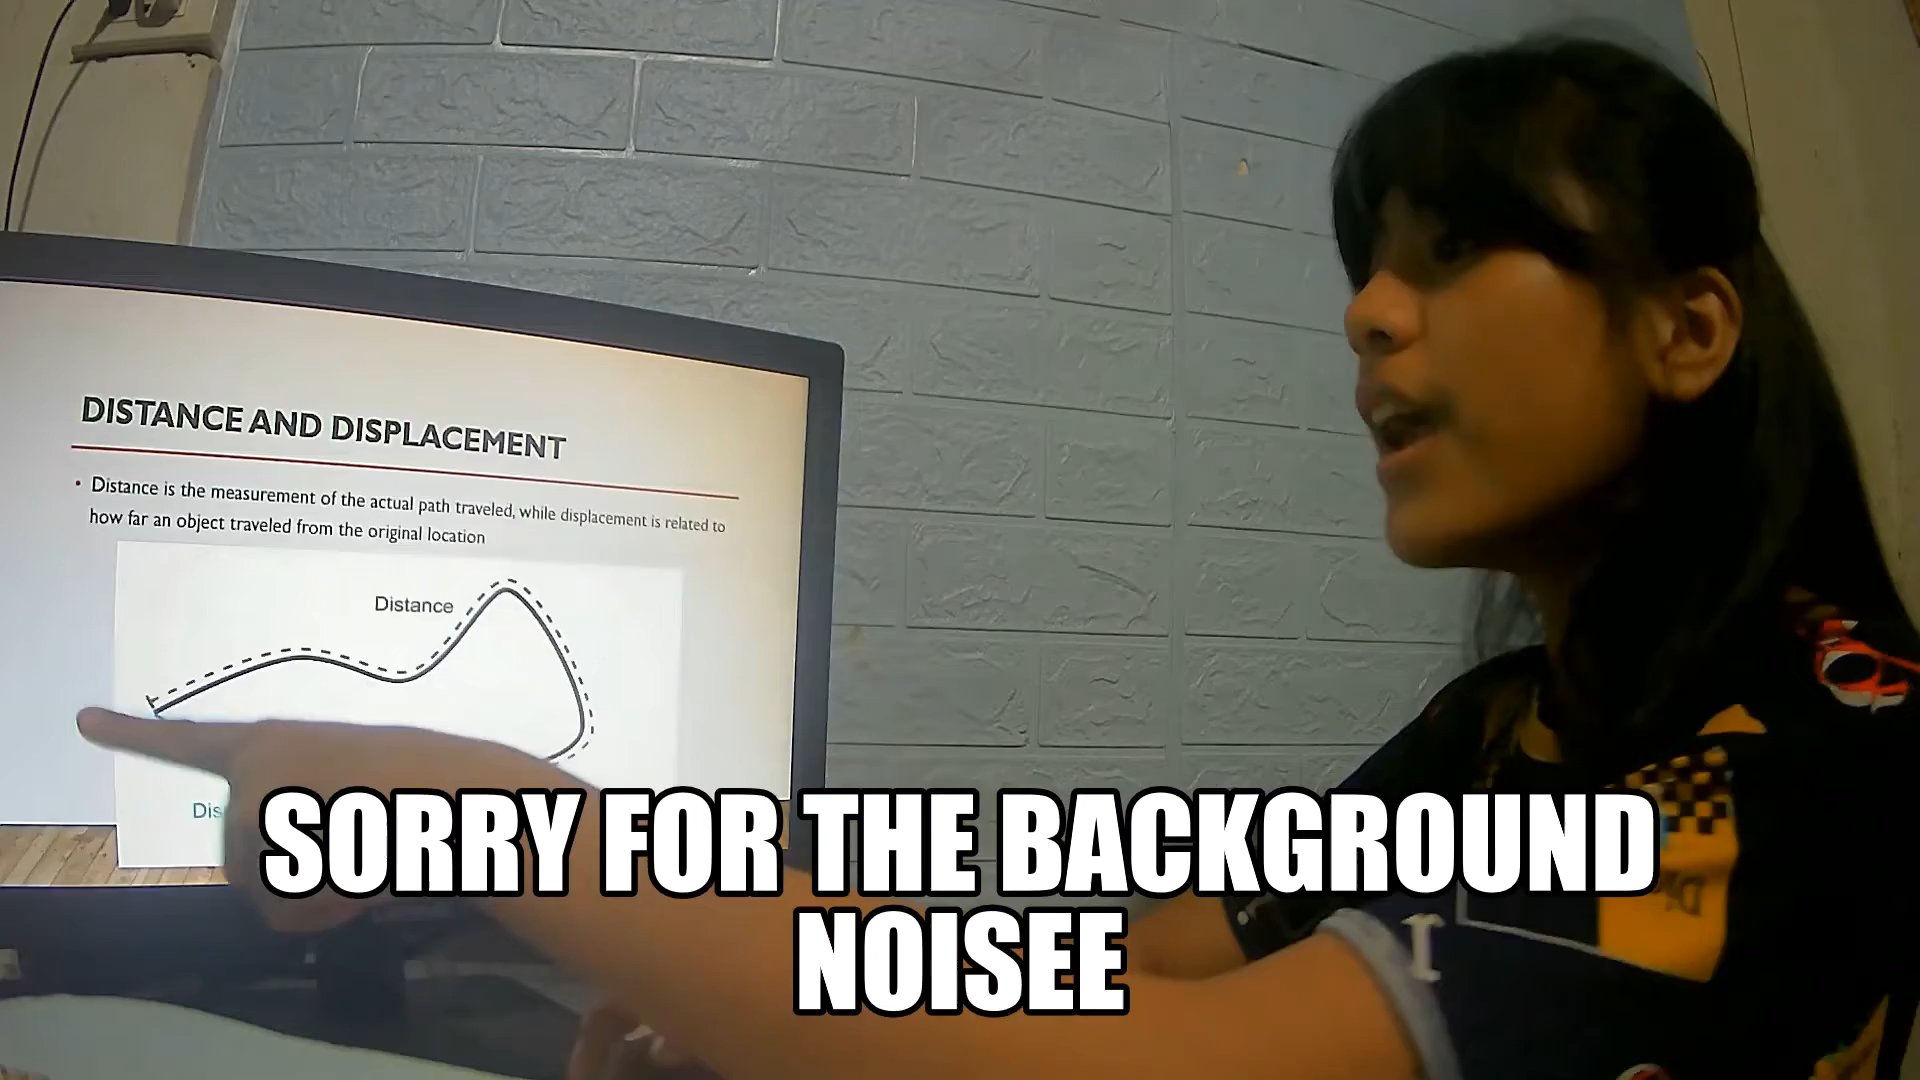 DISTANCE AND DISPLACEMENT
• Distance is the measurement of the actual path traveled, while displacement is related to
how far an object traveled from the original location
Distance
Dis
SORRY FOR THE BACKGROUND
NOISEE